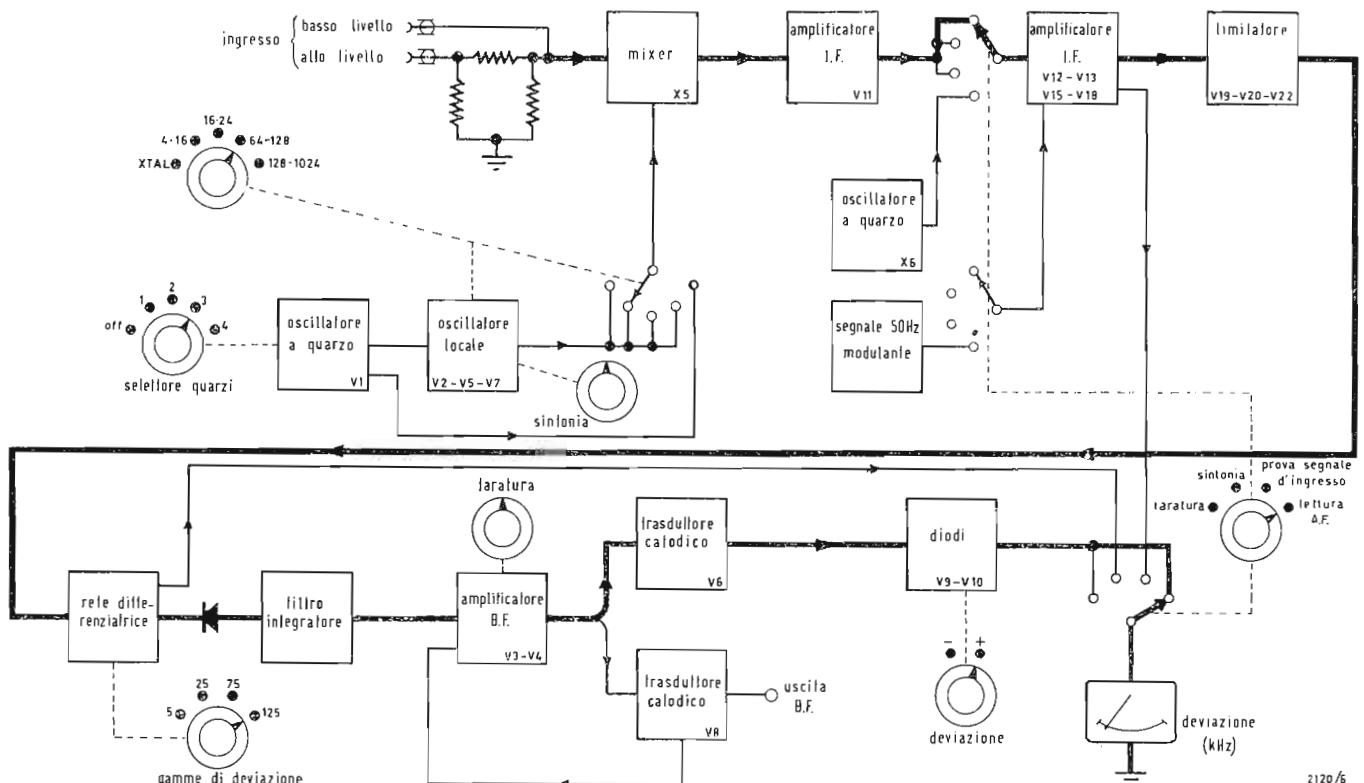 ingresso
basso livello
alto livello
mixer
X5
amplificatore
I.F.
V11
amplificatore
I.F.
V12-V13
V15-V18
limitatore
V19-V20-V22
XTAL
4-16
16-24
64-128
128-1024
oscillatore
a quarzo
X6
segnale 50Hz
modulante
off
1
2
3
4
selettore quarzi
oscillatore
a quarzo
V1
oscillatore
locale
V2-V5-V7
sintonia
taratura
sintonia
prova segnale
d'ingresso
lettura
A.F.
taratura
rete diffe-
renziatrice
filtro
integratore
amplificatore
B.F.
V3-V4
trasduttore
catodico
V6
diodi
V9-V10
trasduttore
catodico
V8
uscita
B.F.
-
+
deviazione
deviazione
(kHz)
5
25
75
125
gamme di deviazione
2120/6